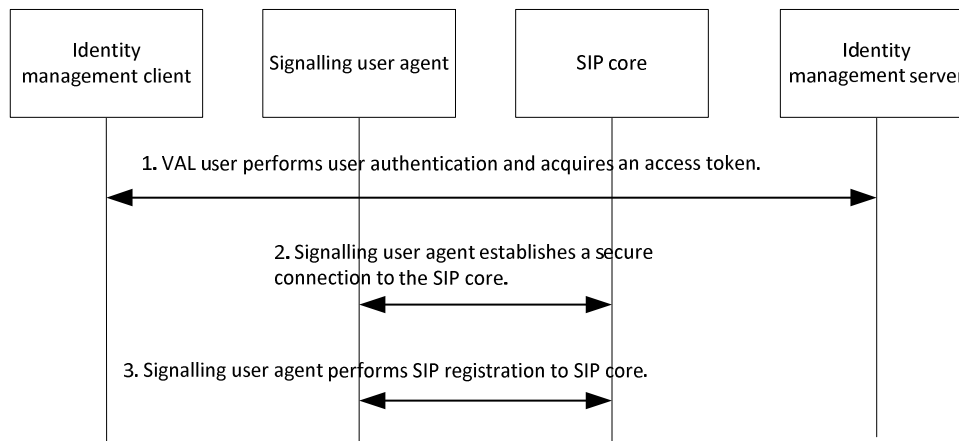 Identity
management client
Signalling user agent
SIP core
Identity
management server
1. VAL user performs user authentication and acquires an access token.
2. Signalling user agent establishes a secure
connection to the SIP core.
3. Signalling user agent performs SIP registration to SIP core.